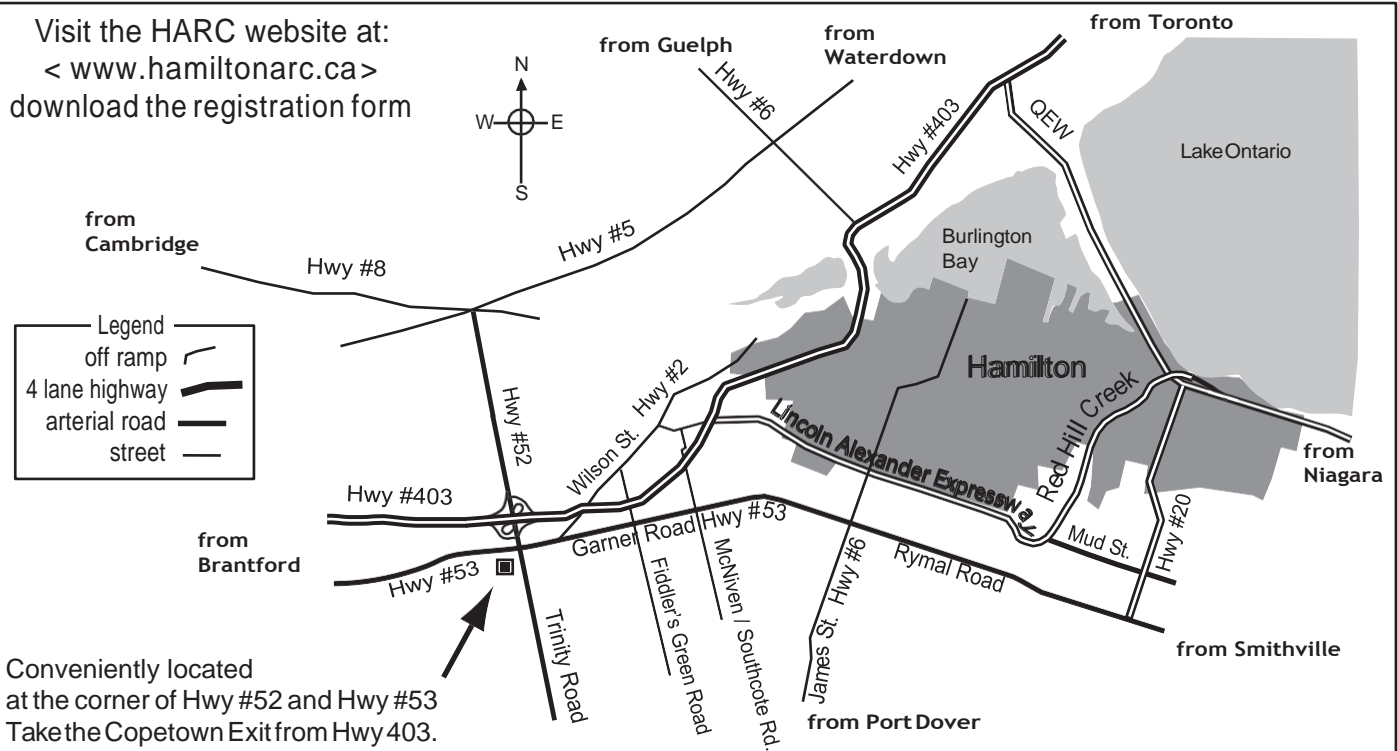 Visit the HARC website at:
< www.hamiltonarc.ca>
download the registration form
N
W
E
S
from Guelph
from
Waterdown
from Toronto
Hwy #6
Hwy #403
QEW
Lake Ontario
from
Cambridge
Hwy #8
Hwy #5
Burlington
Bay
Legend
off ramp
4 lane highway
arterial road
street
Hwy #52
Wilson St.
Hwy #2
Hamilton
Lincoln Alexander Expressway
Red Hill Creek
from
Niagara
Hwy #403
from
Brantford
Hwy #53
Garner Road Hwy #53
Rymal Road
Mud St.
Hwy #20
Trinity Road
Fiddler's Green Road
McNiven / Southcote Rd.
James St. Hwy #6
from Smithville
from Port Dover
Conveniently located
at the corner of Hwy #52 and Hwy #53
Take the Copetown Exit from Hwy 403.